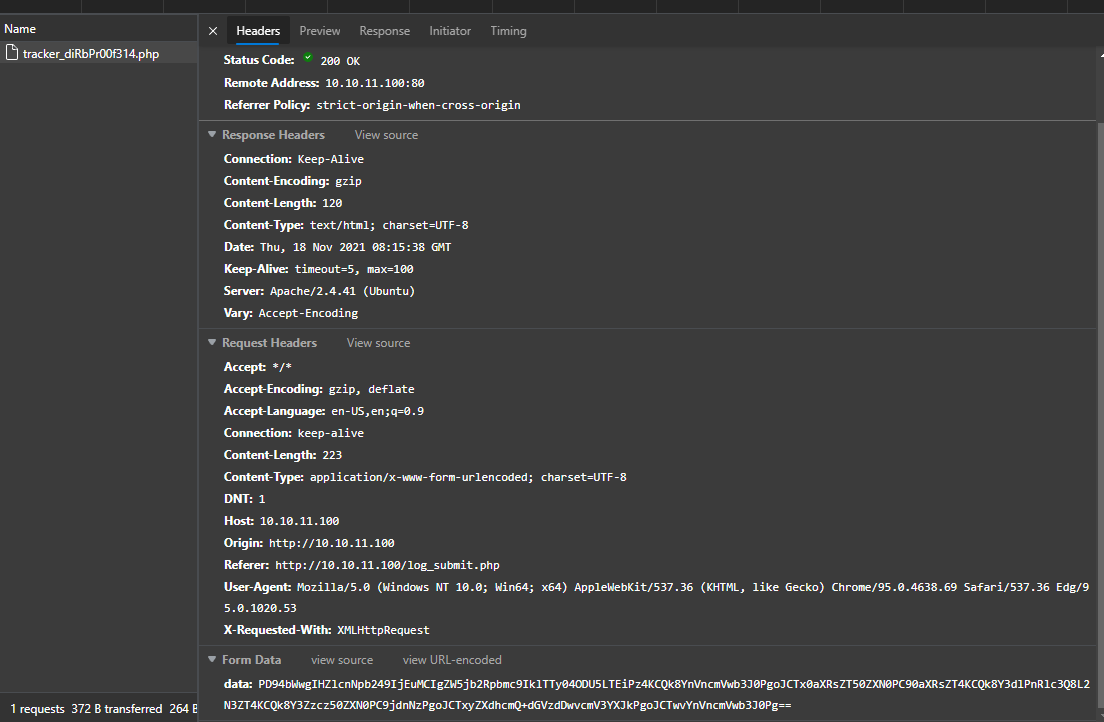 Name
Headers Preview Response Initiator Timing
tracker_diRbPr00f314.php
Status Code: 200 OK
Remote Address: 10.10.11.100:80
Referrer Policy: strict-origin-when-cross-origin
Response Headers View source
Connection: Keep-Alive
Content-Encoding: gzip
Content-Length: 120
Content-Type: text/html; charset=UTF-8
Date: Thu, 18 Nov 2021 08:15:38 GMT
Keep-Alive: timeout=5, max=100
Server: Apache/2.4.41 (Ubuntu)
Vary: Accept-Encoding
Request Headers View source
Accept: */*
Accept-Encoding: gzip, deflate
Accept-Language: en-US,en;q=0.9
Connection: keep-alive
Content-Length: 223
Content-Type: application/x-www-form-urlencoded; charset=UTF-8
DNT: 1
Host: 10.10.11.100
Origin: http://10.10.11.100
Referer: http://10.10.11.100/log_submit.php
User-Agent: Mozilla/5.0 (Windows NT 10.0; Win64; x64) AppleWebKit/537.36 (KHTML, like Gecko) Chrome/95.0.4638.69 Safari/537.36 Edg/9
5.0.1020.53
X-Requested-With: XMLHttpRequest
Form Data view source view URL-encoded
data: PD94bWwgIHZlcnNpb249IjEuMCIgZW5jb2Rpbmc9IklTTy04ODU5LTEiPz4KCQk8YnVncmVwb3J0PgoJCTx0aXRsZT50ZXN0PC90aXRsZT4KCQk8Y3dlPnRlc3Q8L2
N3ZT4KCQk8Y3Zzcz50ZXN0PC9jdnNzPgoJCTxyZXdhcmQ+dGVzdDwvcmV3YXJkPgoJCTwvYnVncmVwb3J0Pg==
1 requests 372 B transferred 264 B